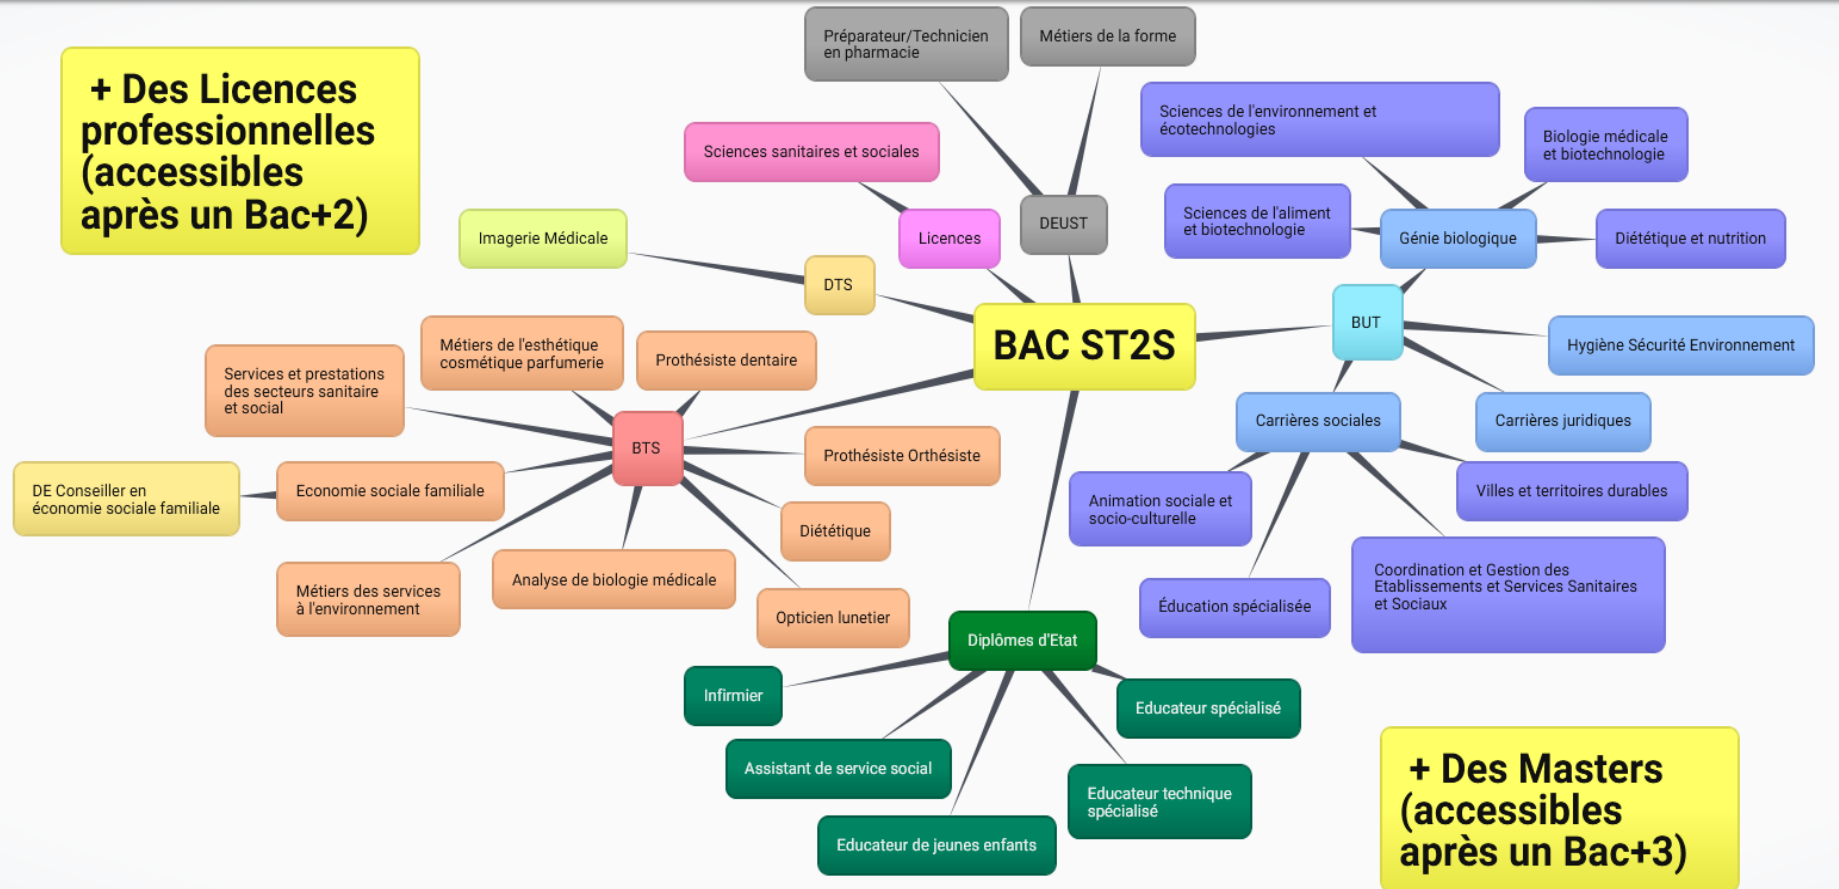 Préparateur/Technicien
en pharmacie
Métiers de la forme
+ Des Licences
professionnelles
(accessibles
après un Bac+2)
Sciences de l'environnement et
écotechnologies
Biologie médicale
et biotechnologie
Sciences sanitaires et sociales
Sciences de l'aliment
et biotechnologie
Imagerie Médicale
Licences
DEUST
Génie biologique
Diététique et nutrition
DTS
BUT
BAC ST2S
Hygiène Sécurité Environnement
Métiers de l'esthétique
cosmétique parfumerie
Prothésiste dentaire
Services et prestations
des secteurs sanitaire
et social
BTS
Carrières sociales
Carrières juridiques
Prothésiste Orthésiste
DE Conseiller en
économie sociale familiale
Economie sociale familiale
Villes et territoires durables
Animation sociale et
socio-culturelle
Diététique
Métiers des services
à l'environnement
Analyse de biologie médicale
Opticien lunetier
Éducation spécialisée
Coordination et Gestion des
Etablissements et Services Sanitaires
et Sociaux
Diplômes d'Etat
Infirmier
Educateur spécialisé
Assistant de service social
Educateur technique
spécialisé
Educateur de jeunes enfants
+ Des Masters
(accessibles
après un Bac+3)